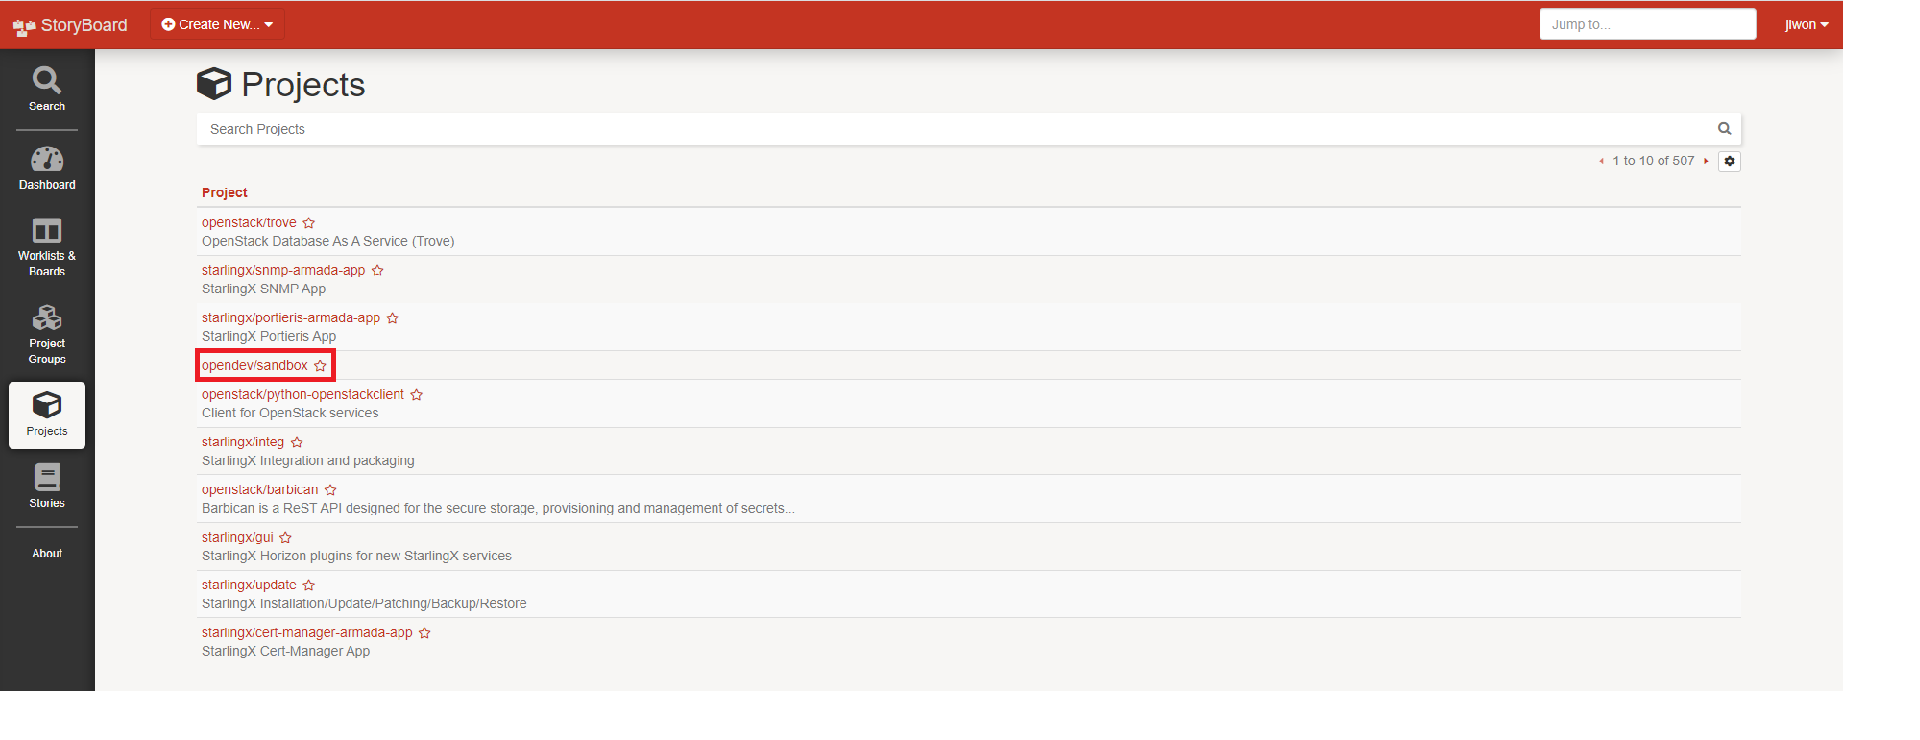 StoryBoard
Create New...
Jump to...
jiwon
Search
Dashboard
Worklists &
Boards
Project
Groups
Projects
Stories
About
Projects
Search Projects
1 to 10 of 507
Project
openstack/trove
OpenStack Database As A Service (Trove)
starlingx/snmp-armada-app
StarlingX SNMP App
starlingx/portieris-armada-app
StarlingX Portieris App
opendev/sandbox
openstack/python-openstackclient
Client for OpenStack services
starlingx/integ
StarlingX Integration and packaging
openstack/barbican
Barbican is a ReST API designed for the secure storage, provisioning and management of secrets...
starlingx/gui
StarlingX Horizon plugins for new StarlingX services
starlingx/update
StarlingX Installation/Update/Patching/Backup/Restore
starlingx/cert-manager-armada-app
StarlingX Cert-Manager App